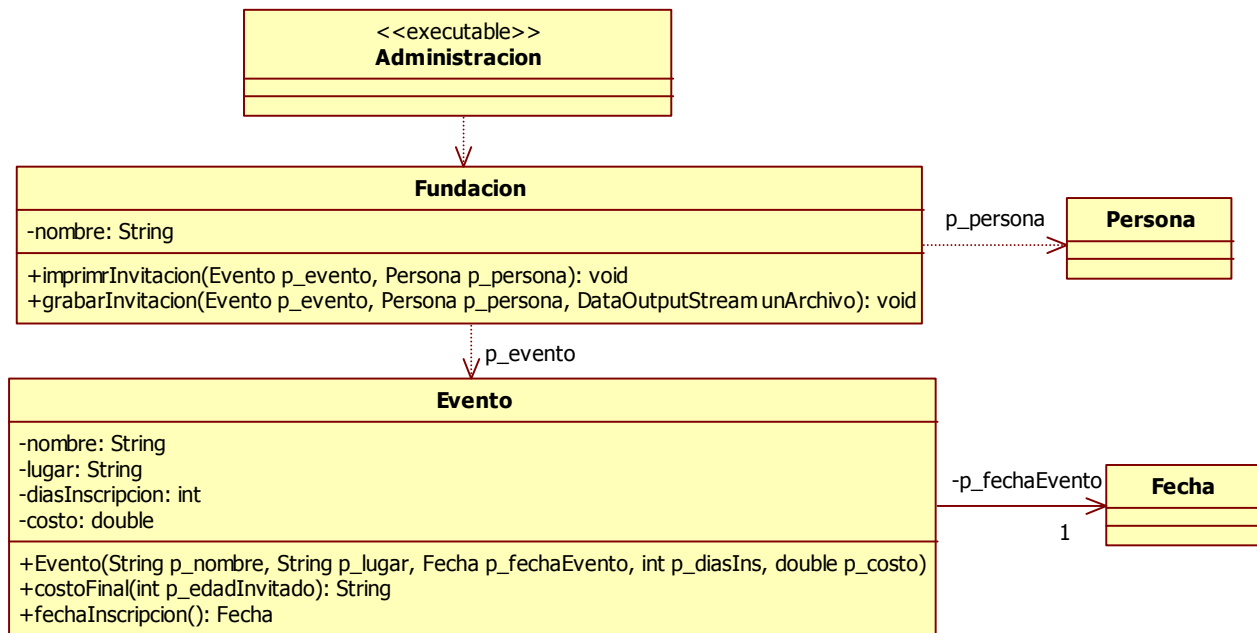 <<executable>>
Administracion
Fundacion
-nombre: String
+imprimrInvitacion(Evento p_evento, Persona p_persona): void
+grabarInvitacion(Evento p_evento, Persona p_persona, DataOutputStream unArchivo): void
p_persona
Persona
p_evento
Evento
-nombre: String
-lugar: String
-diasInscripcion: int
-costo: double
+Evento(String p_nombre, String p_lugar, Fecha p_fechaEvento, int p_diasIns, double p_costo)
+costoFinal(int p_edadInvitado): String
+fechaInscripcion(): Fecha
-p_fechaEvento
1
Fecha